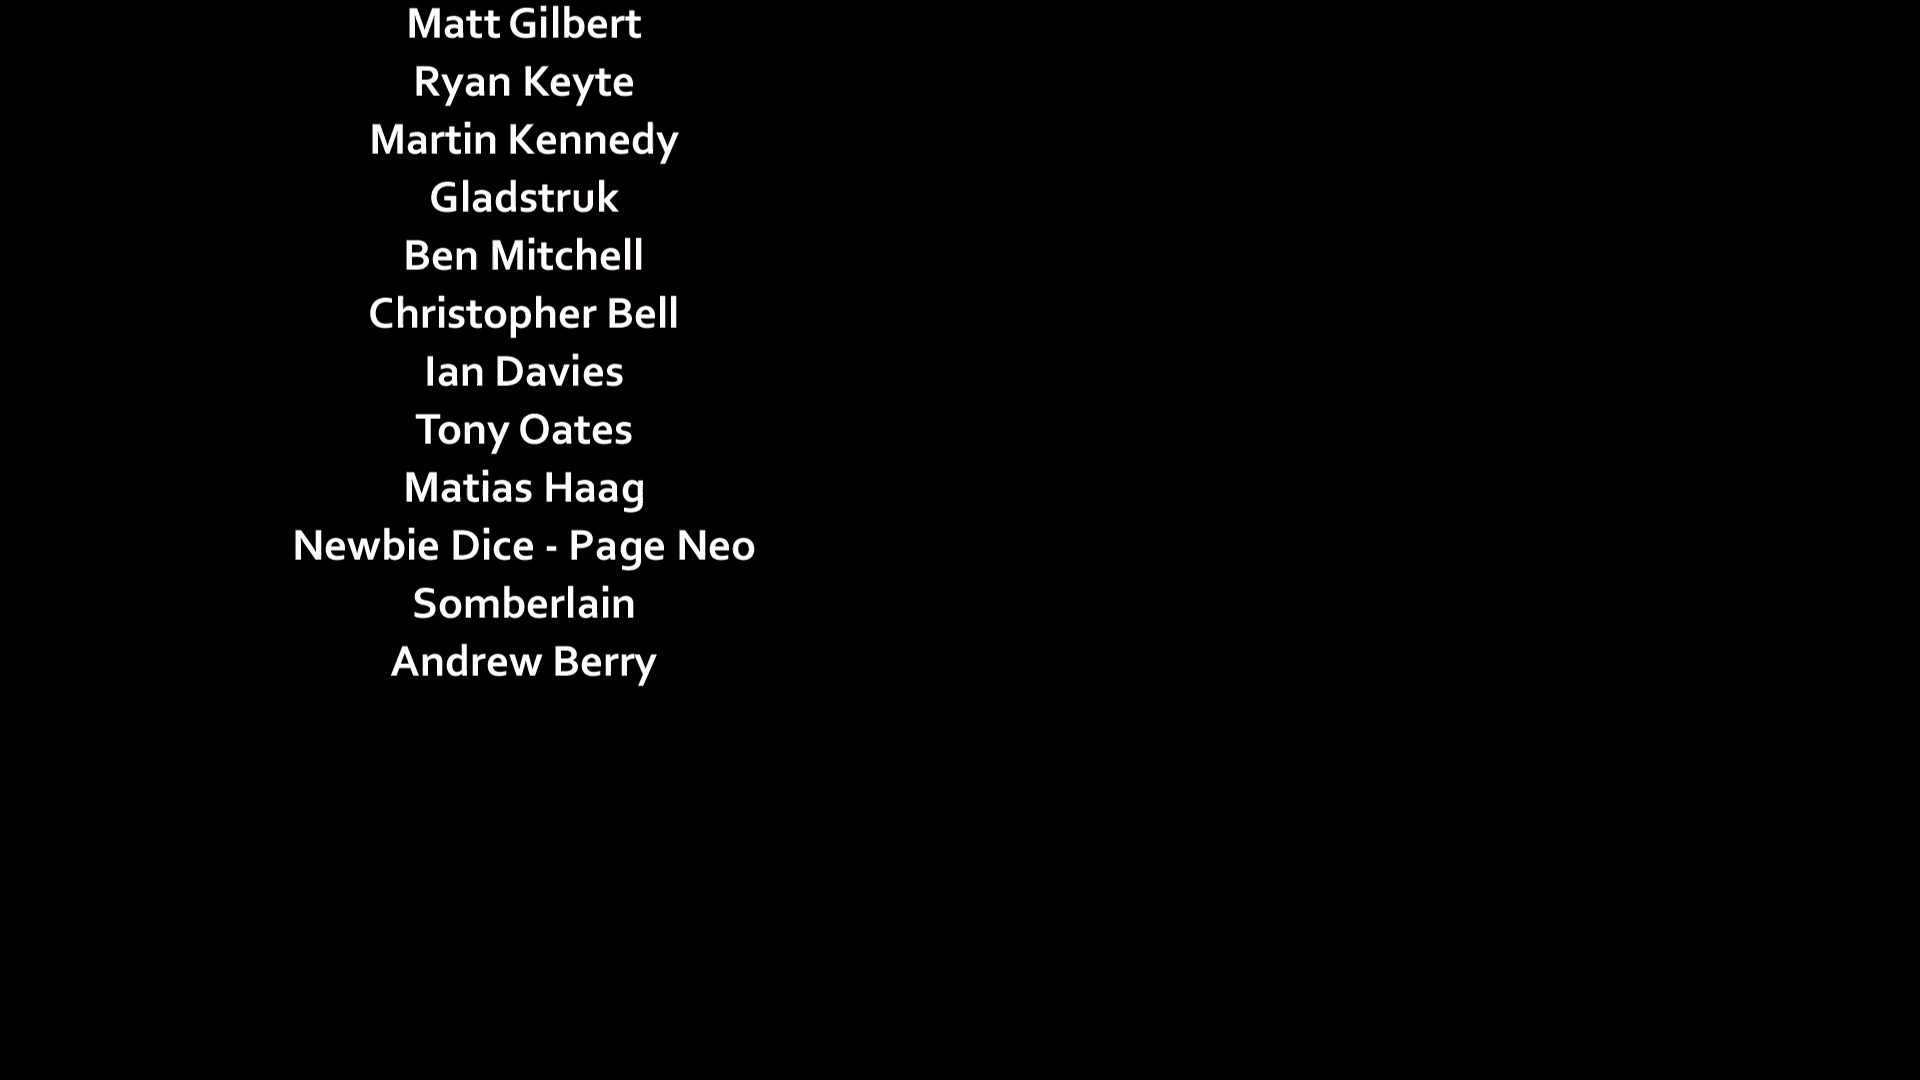 Matt Gilbert
Ryan Keyte
Martin Kennedy
Gladstruk
Ben Mitchell
Christopher Bell
Ian Davies
Tony Oates
Matias Haag
Newbie Dice - Page Neo
Somberlain
Andrew Berry